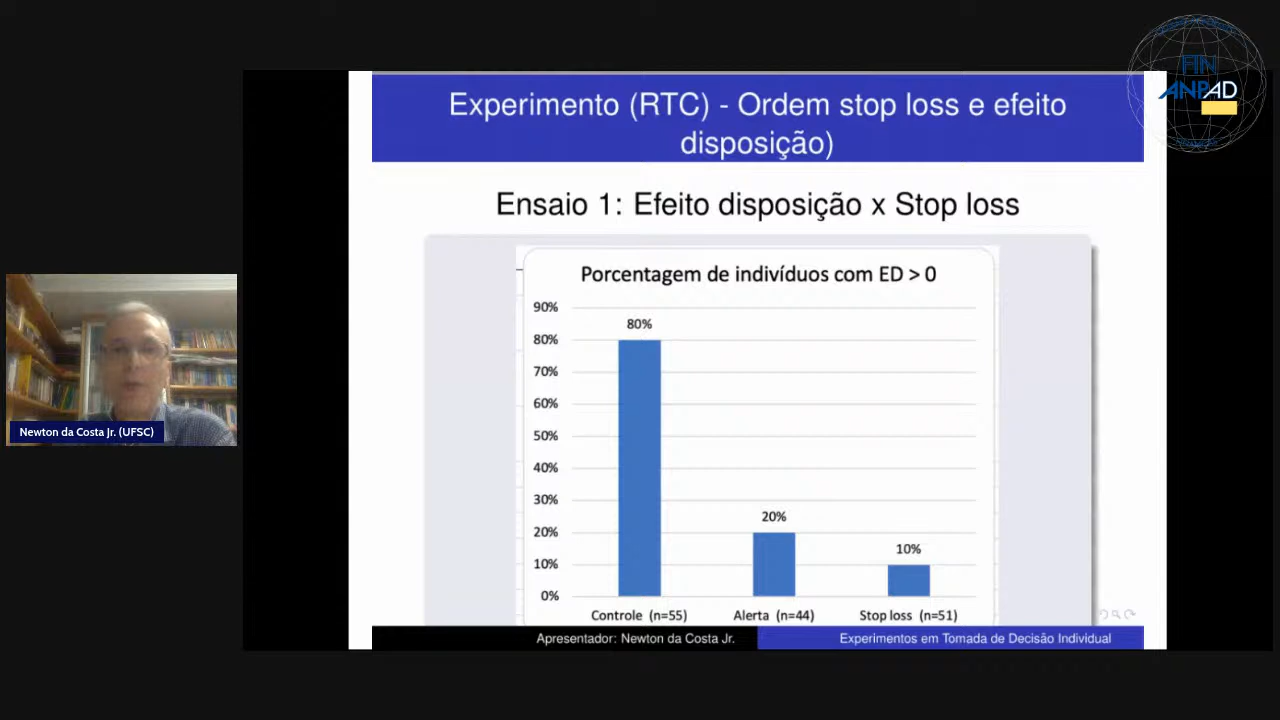 FIN
ANPAD
Experimento (RTC) - Ordem stop loss e efeito
disposição)
Ensaio 1: Efeito disposição x Stop loss
Porcentagem de indivíduos com ED > 0
90%
80%
70%
60%
50%
40%
30%
20%
10%
0%
80%
20%
10%
Controle (n=55)
Alerta (n=44)
Stop loss (n=51)
Newton da Costa Jr. (UFSC)
Apresentador: Newton da Costa Jr.
Experimentos em Tomada de Decisão Individual